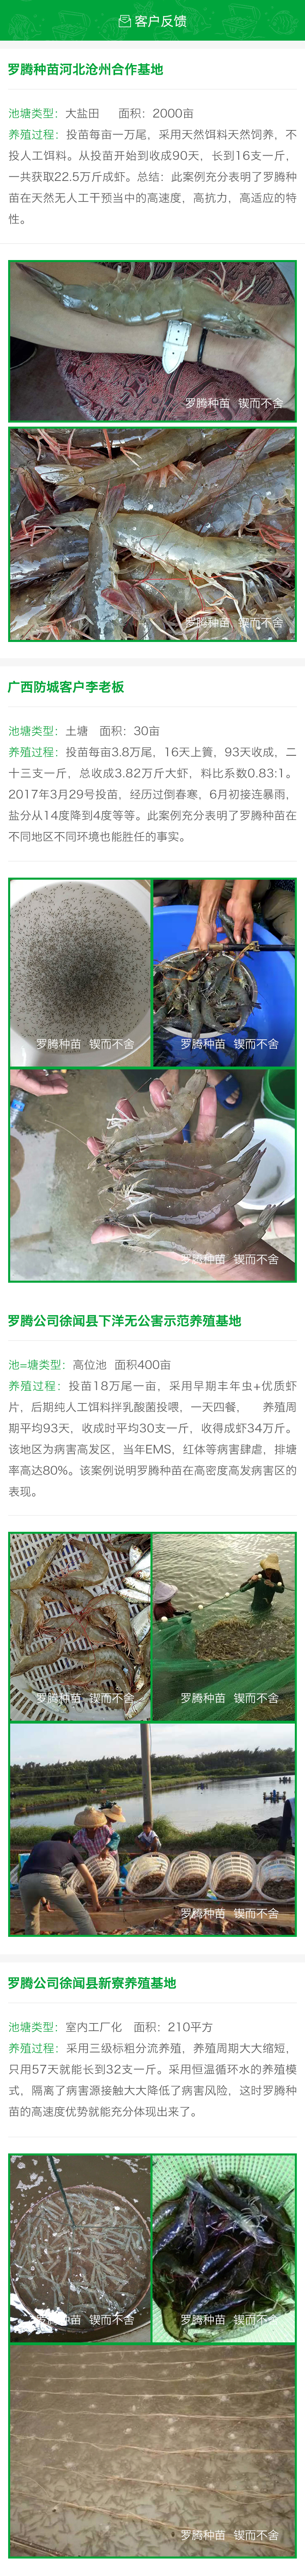 客户反馈
罗腾种苗河北沧州合作基地
池塘类型：大盐田 面积：2000亩
养殖过程：投苗每亩一万尾，采用天然饵料天然饲养，不
投人工饵料。从投苗开始到收成90天，长到16支一斤，
一共获取22.5万斤成虾。总结：此案例充分表明了罗腾种
苗在天然无人工干预当中的高速度，高抗力，高适应的特
性。
罗腾种苗 锲而不舍
罗腾种苗 锲而不舍
广西防城客户李老板
池塘类型：土塘 面积：30亩
养殖过程：投苗每亩3.8万尾，16天上簧，93天收成，二
十三支一斤，总收成3.82万斤大虾，料比系数0.83:1。
2017年3月29号投苗，经历过倒春寒，6月初接连暴雨，
盐分从14度降到4度等等。此案例充分表明了罗腾种苗在
不同地区不同环境也能胜任的事实。
罗腾种苗 锲而不舍
罗腾种苗 锲而不舍
罗腾种苗 锲而不舍
罗腾公司徐闻县下洋无公害示范养殖基地
池=塘类型：高位池 面积400亩
养殖过程：投苗18万尾一亩，采用早期丰年虫+优质虾
片，后期纯人工饵料拌乳酸菌投喂，一天四餐， 养殖周
期平均93天，收成时平均30支一斤，收得成虾34万斤。
该地区为病害高发区，当年EMS，红体等病害肆虐，排塘
率高达80%。该案例说明罗腾种苗在高密度高发病害区的
表现。
罗腾种苗 锲而不舍
罗腾种苗 锲而不舍
罗腾种苗 锲而不舍
罗腾公司徐闻县新寮养殖基地
池塘类型：室内工厂化 面积：210平方
养殖过程：采用三级标粗分流养殖，养殖周期大大缩短，
只用57天就能长到32支一斤。采用恒温循环水的养殖模
式，隔离了病害源接触大大降低了病害风险，这时罗腾种
苗的高速度优势就能充分体现出来了。
罗腾种苗 锲而不舍
罗腾种苗 锲而不舍
罗腾种苗 锲而不舍